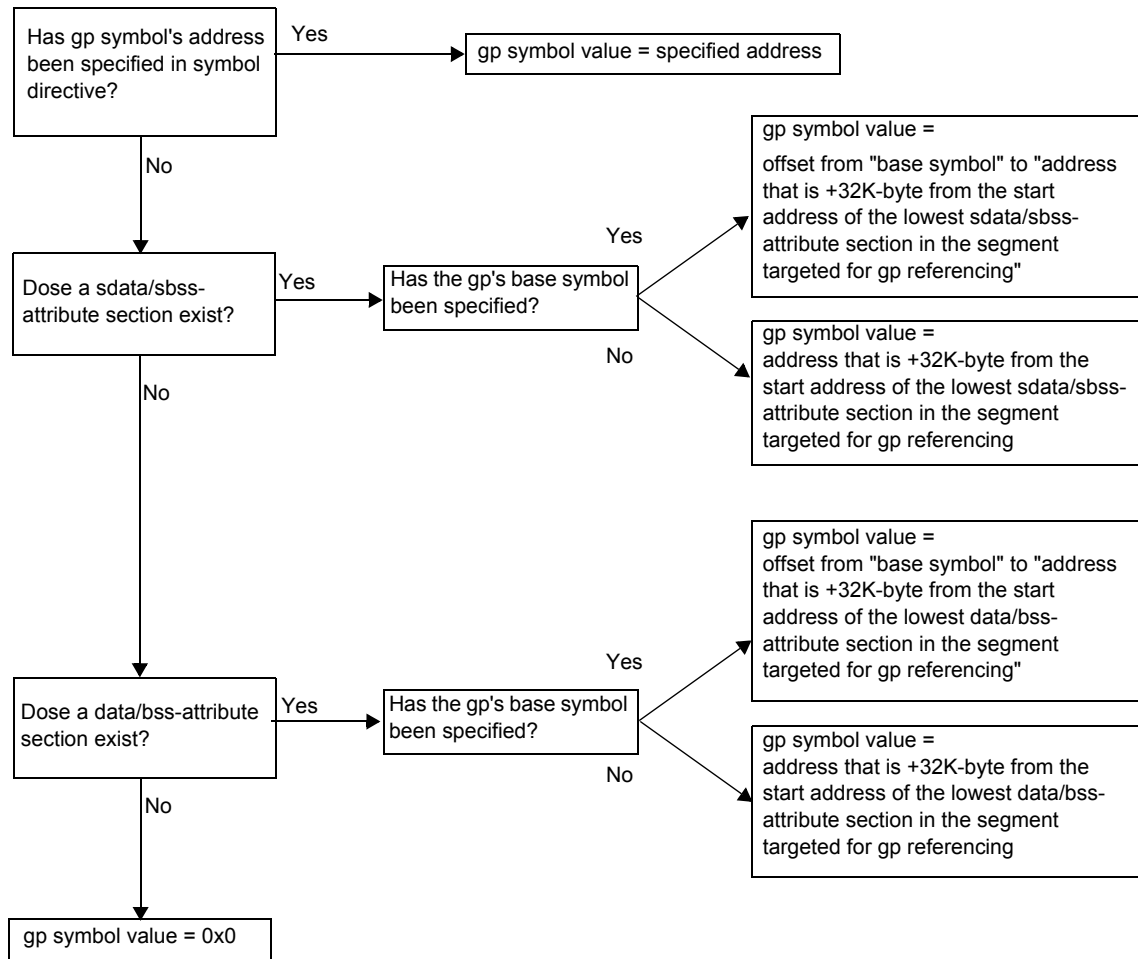 Has gp symbol's address
been specified in symbol
directive?
Yes
gp symbol value = specified address
No
gp symbol value =
offset from "base symbol" to "address
that is +32K-byte from the start
address of the lowest sdata/sbss-
attribute section in the segment
targeted for gp referencing"
Yes
Dose a sdata/sbss-
attribute section exist?
Yes
Has the gp's base symbol
been specified?
No
gp symbol value =
address that is +32K-byte from the
start address of the lowest sdata/sbss-
attribute section in the segment
targeted for gp referencing
No
gp symbol value =
offset from "base symbol" to "address
that is +32K-byte from the start
address of the lowest data/bss-
attribute section in the segment
targeted for gp referencing"
Yes
Dose a data/bss-attribute
section exist?
Yes
Has the gp's base symbol
been specified?
No
gp symbol value =
address that is +32K-byte from the
start address of the lowest data/bss-
attribute section in the segment
targeted for gp referencing
No
gp symbol value = 0x0